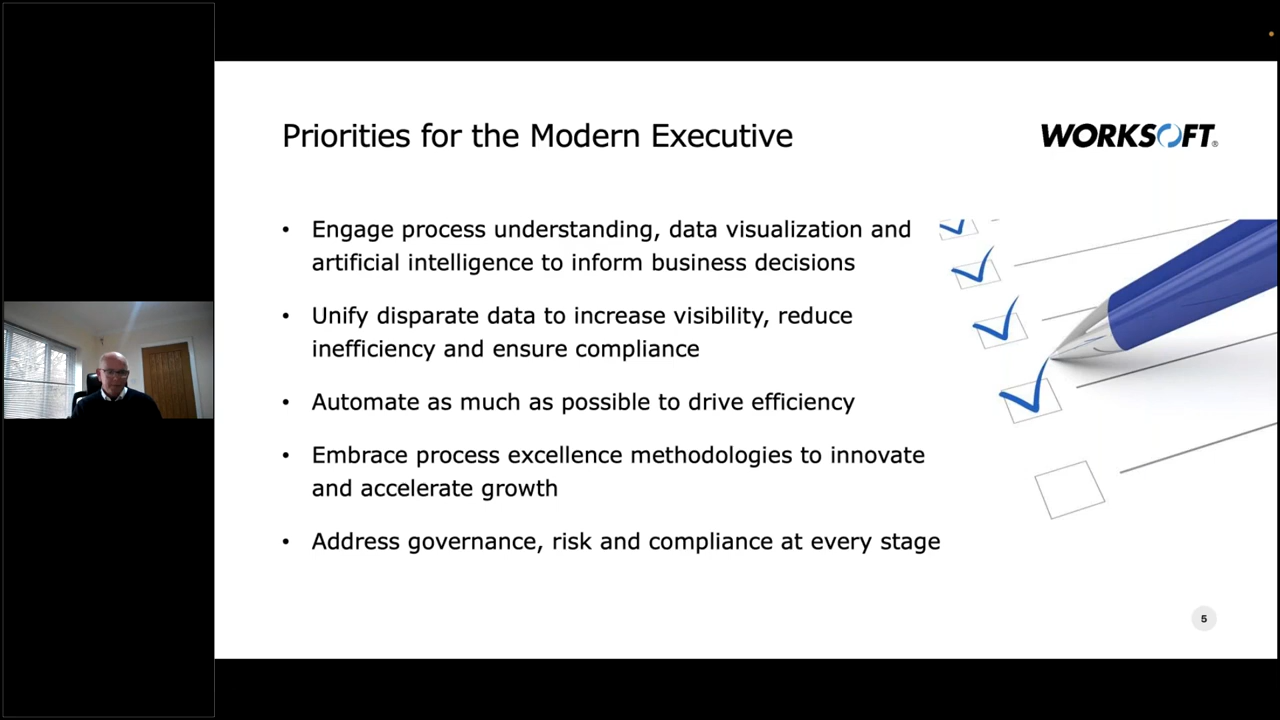 Priorities for the Modern Executive
WORKSOFT®
• Engage process understanding, data visualization and
artificial intelligence to inform business decisions
• Unify disparate data to increase visibility, reduce
inefficiency and ensure compliance
• Automate as much as possible to drive efficiency
• Embrace process excellence methodologies to innovate
and accelerate growth
• Address governance, risk and compliance at every stage
5